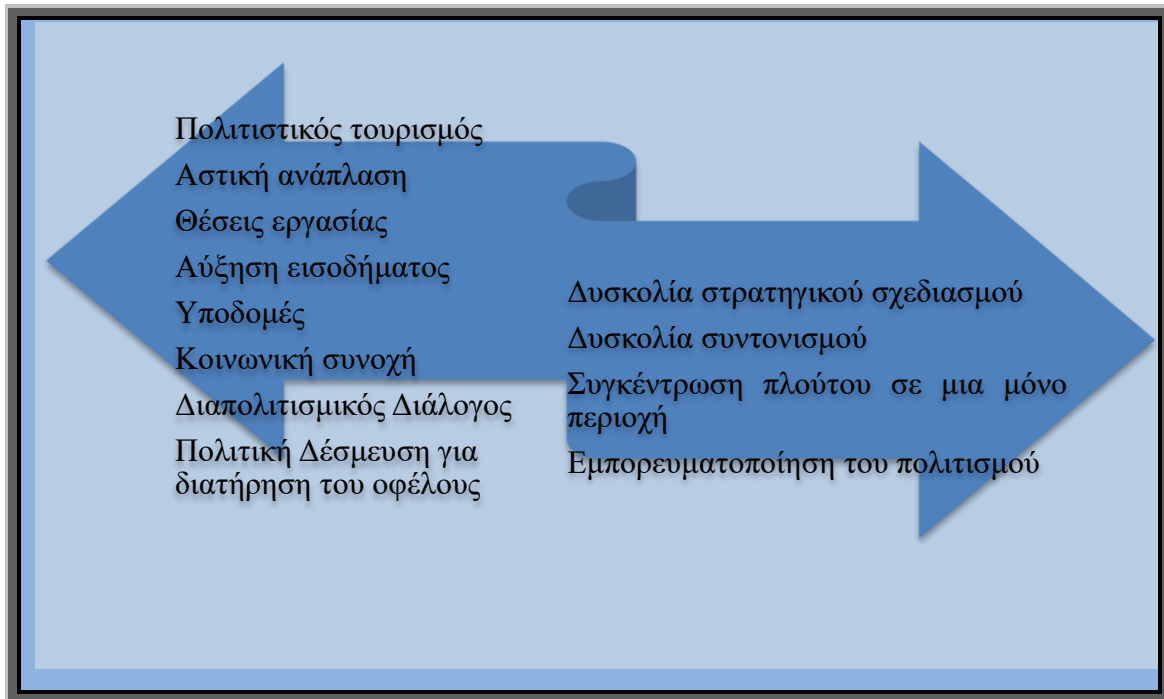 Πολιτιστικός τουρισμός
Αστική ανάπλαση
Θέσεις εργασίας
Αύξηση εισοδήματος
Υποδομές
Κοινωνική συνοχή
Διαπολιτισμικός Διάλογος
Πολιτική Δέσμευση για
διατήρηση του οφέλους
Δυσκολία στρατηγικού σχεδιασμού
Δυσκολία συντονισμού
Συγκέντρωση πλούτου σε μια μόνο
περιοχή
Εμπορευματοποίηση του πολιτισμού